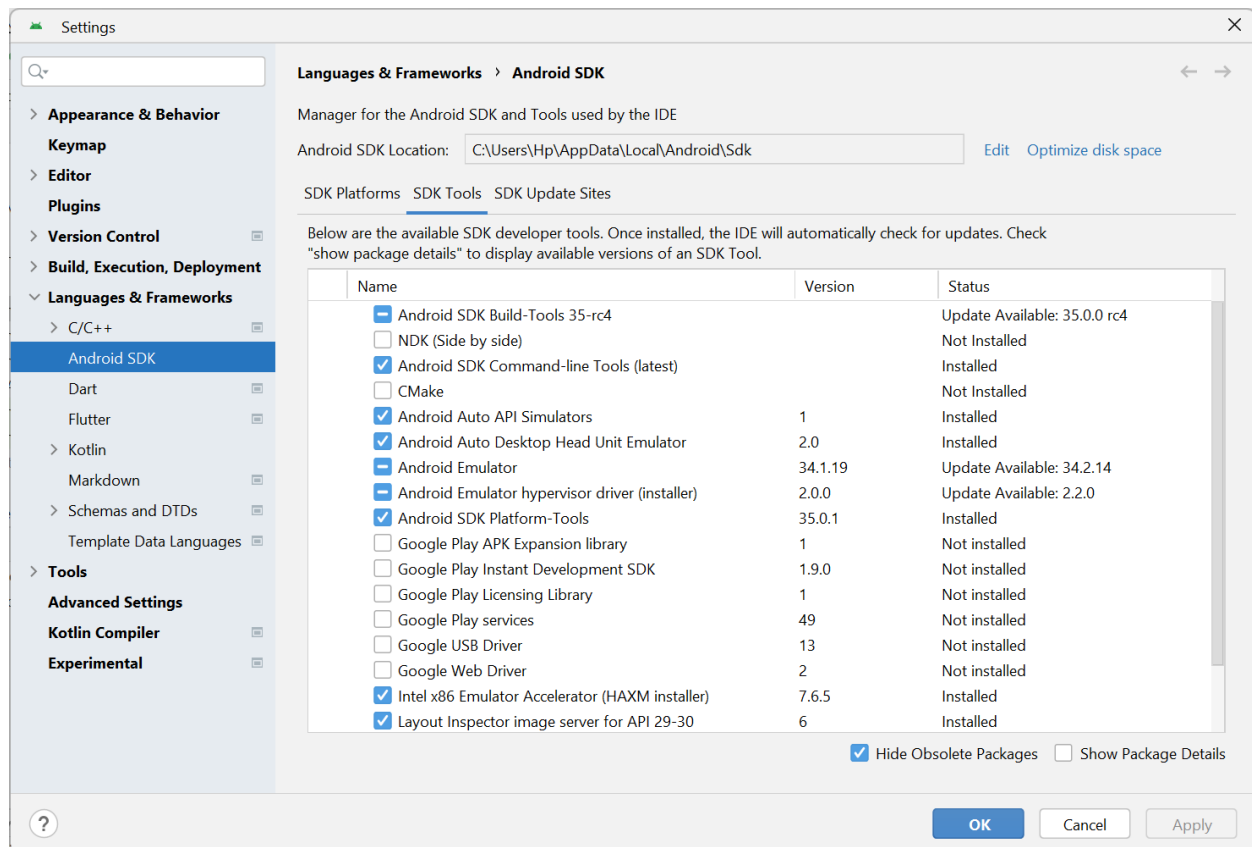 Settings
Languages & Frameworks › Android SDK
Manager for the Android SDK and Tools used by the IDE
Android SDK Location: C:\Users\Hp\AppData\Local\Android\Sdk Edit Optimize disk space
SDK Platforms SDK Tools SDK Update Sites
Below are the available SDK developer tools. Once installed, the IDE will automatically check for updates. Check
"show package details" to display available versions of an SDK Tool.
Appearance & Behavior
Keymap
Editor
Plugins
Version Control
Build, Execution, Deployment
Languages & Frameworks
C/C++
Android SDK
Dart
Flutter
Kotlin
Markdown
Schemas and DTDs
Template Data Languages
Tools
Advanced Settings
Kotlin Compiler
Experimental
Name Version Status
Android SDK Build-Tools 35-rc4 Update Available: 35.0.0 rc4
NDK (Side by side) Not Installed
Android SDK Command-line Tools (latest) Installed
CMake Not Installed
Android Auto API Simulators 1 Installed
Android Auto Desktop Head Unit Emulator 2.0 Installed
Android Emulator 34.1.19 Update Available: 34.2.14
Android Emulator hypervisor driver (installer) 2.0.0 Update Available: 2.2.0
Android SDK Platform-Tools 35.0.1 Installed
Google Play APK Expansion library 1 Not installed
Google Play Instant Development SDK 1.9.0 Not installed
Google Play Licensing Library 1 Not installed
Google Play services 49 Not installed
Google USB Driver 13 Not installed
Google Web Driver 2 Not installed
Intel x86 Emulator Accelerator (HAXM installer) 7.6.5 Installed
Layout Inspector image server for API 29-30 6 Installed
Hide Obsolete Packages Show Package Details
? OK Cancel Apply